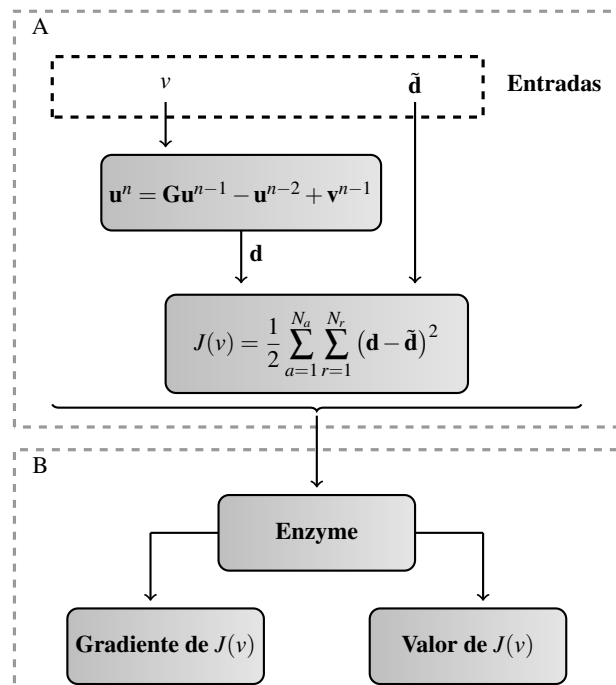 A
v d̃ Entradas
uⁿ = Guⁿ⁻¹ − uⁿ⁻² + vⁿ⁻¹
d
J(v) = 1/2 ∑_{a=1}^{N_a} ∑_{r=1}^{N_r} (d − d̃)²
B
Enzyme
Gradiente de J(v) Valor de J(v)